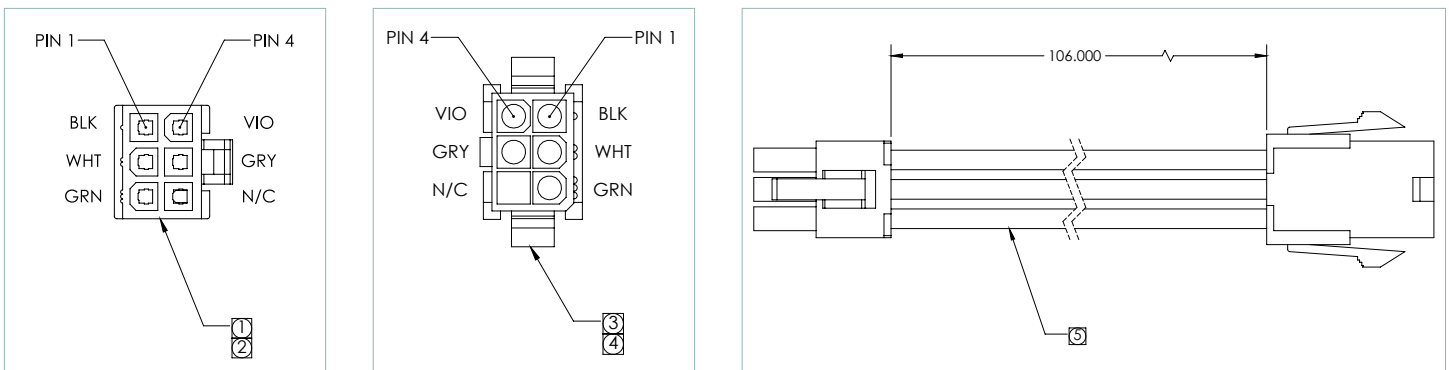 PIN 1 PIN 4
BLK VIO
WHT GRY
GRN N/C
1
2
PIN 4 PIN 1
VIO BLK
GRY WHT
N/C GRN
3
4
106.000
5